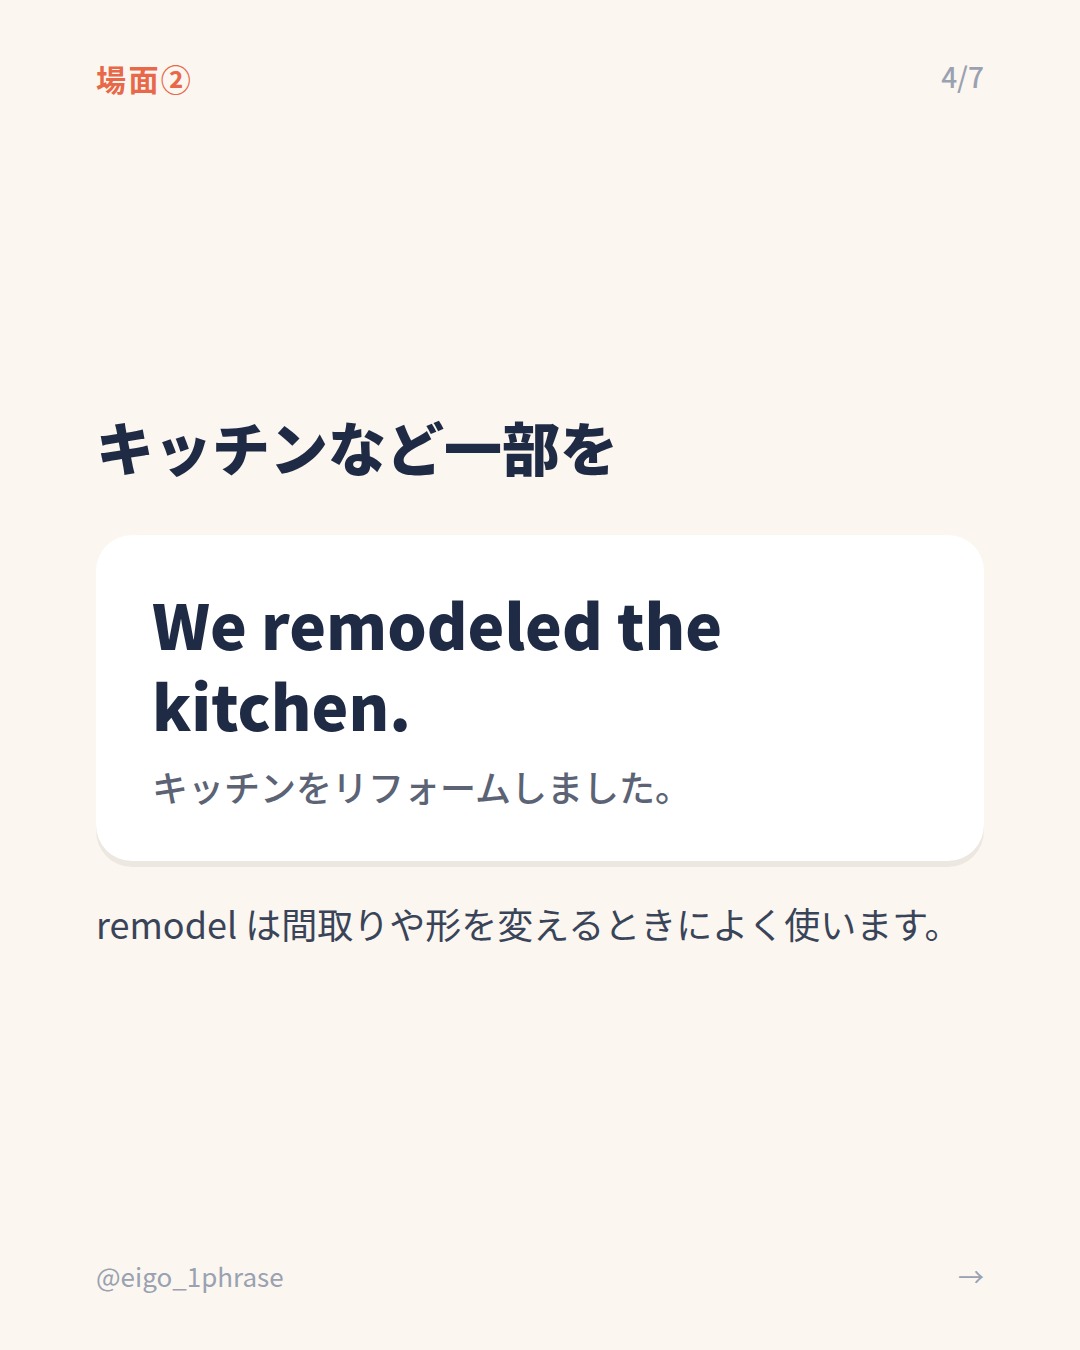 場面②
4/7
キッチンなど一部を
We remodeled the
kitchen.
キッチンをリフォームしました。
remodel は間取りや形を変えるときによく使います。
@eigo_1phrase
→